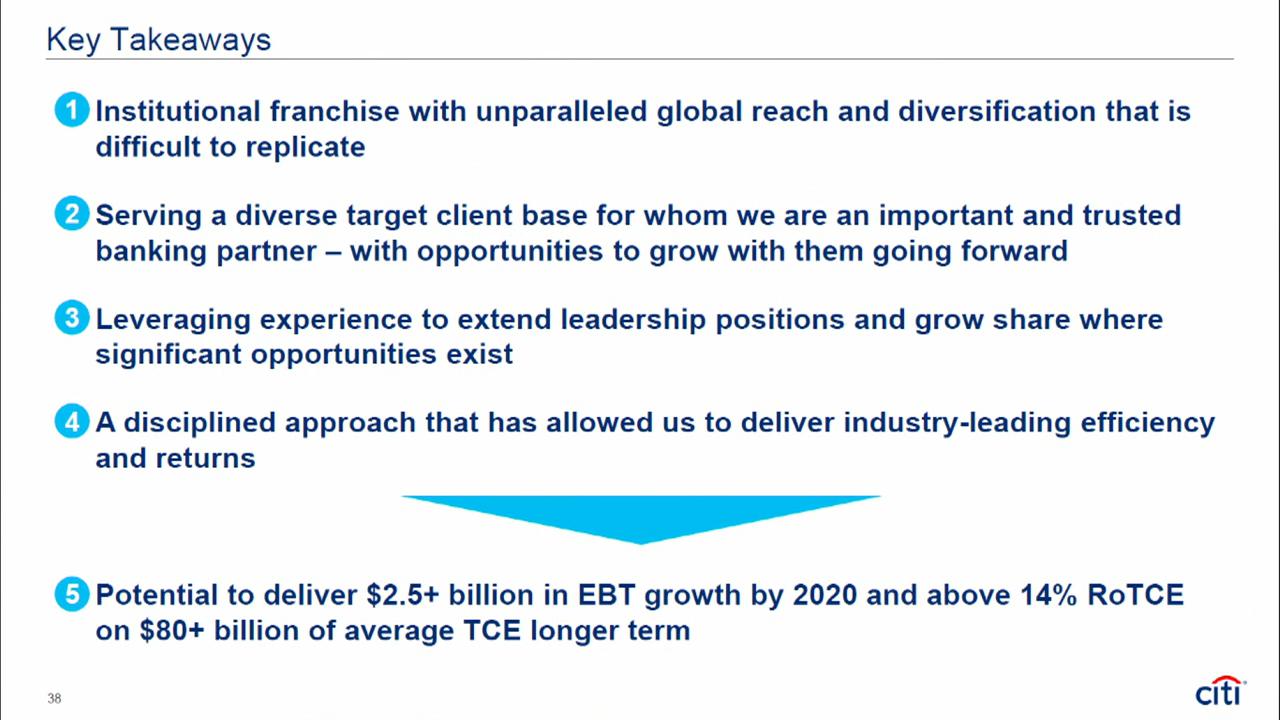 Key Takeaways
1 Institutional franchise with unparalleled global reach and diversification that is
difficult to replicate
2 Serving a diverse target client base for whom we are an important and trusted
banking partner – with opportunities to grow with them going forward
3 Leveraging experience to extend leadership positions and grow share where
significant opportunities exist
4 A disciplined approach that has allowed us to deliver industry-leading efficiency
and returns
5 Potential to deliver $2.5+ billion in EBT growth by 2020 and above 14% RoTCE
on $80+ billion of average TCE longer term
38
citi